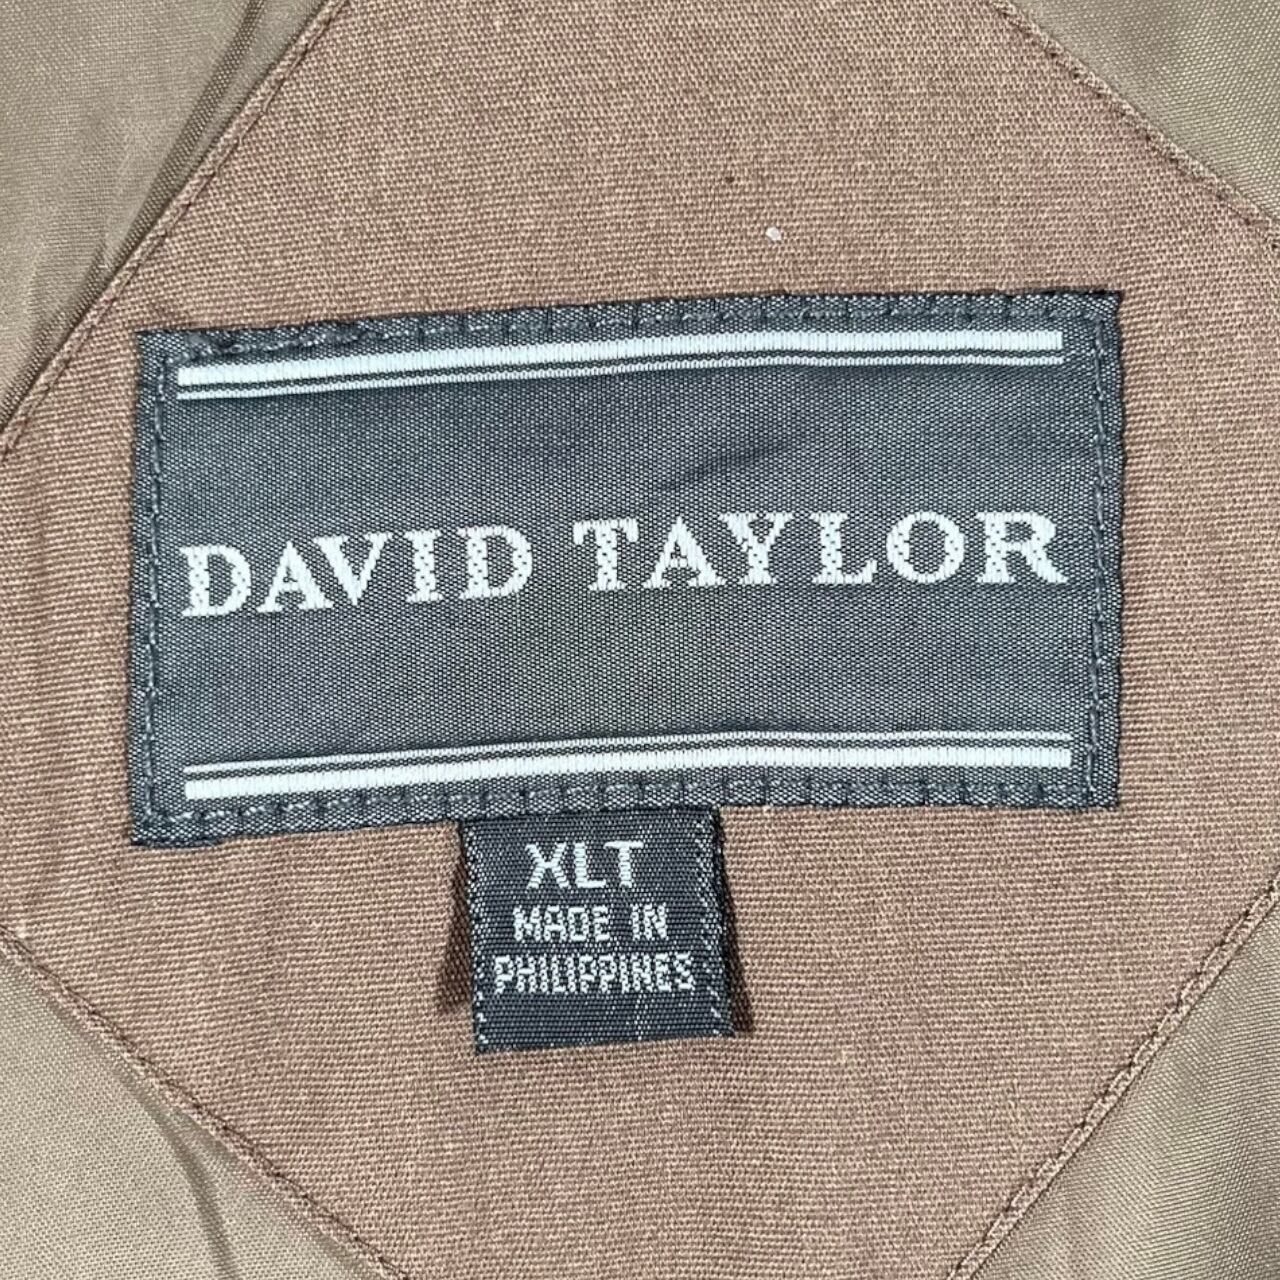 DAVID TAYLOR
XLT
MADE IN
PHILIPPINES